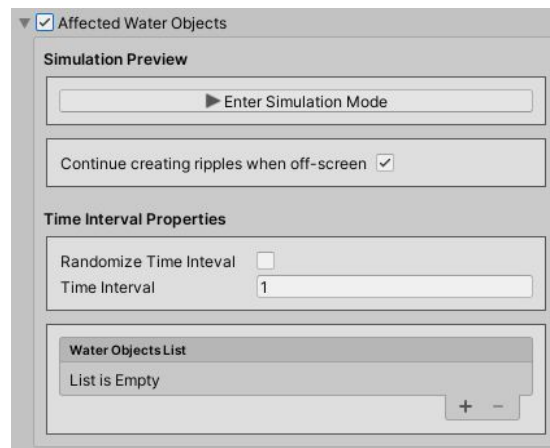 Affected Water Objects
Simulation Preview
Enter Simulation Mode
Continue creating ripples when off-screen
Time Interval Properties
Randomize Time Inteval
Time Interval 1
Water Objects List
List is Empty
+ −